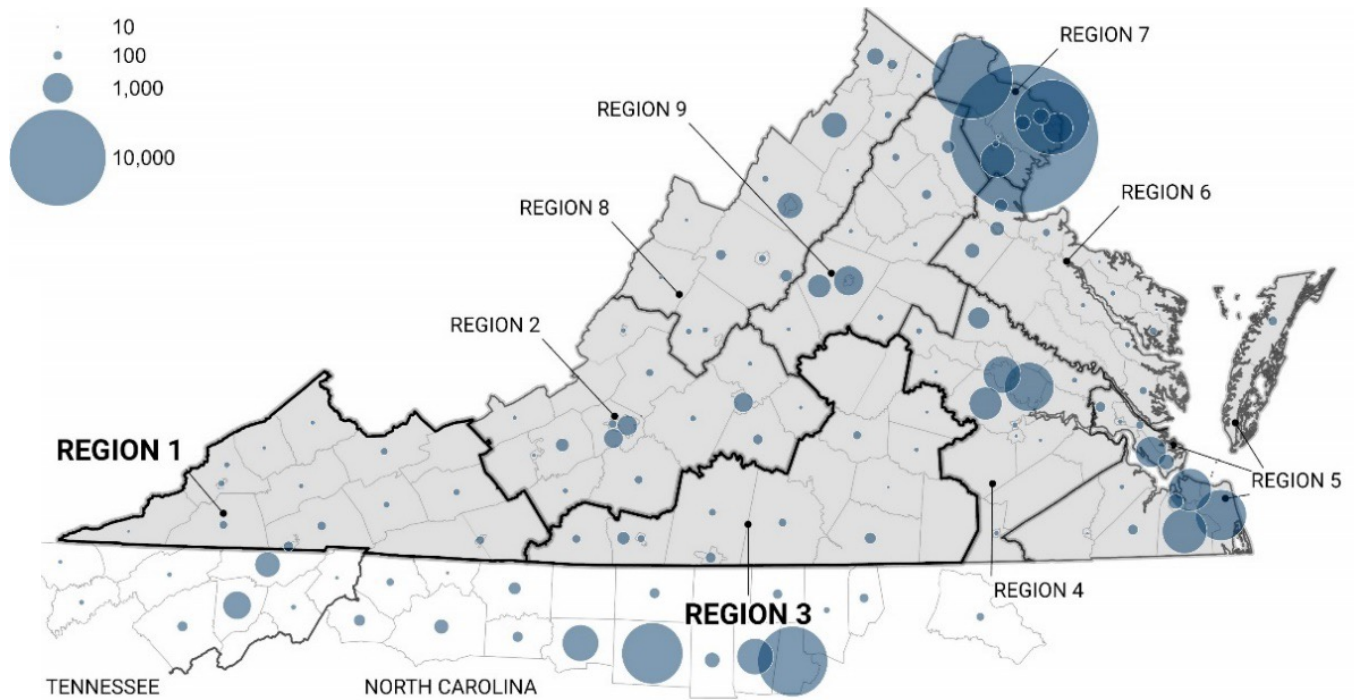 10
100
1,000
10,000
REGION 7
REGION 9
REGION 6
REGION 8
REGION 2
REGION 1
REGION 5
REGION 4
REGION 3
TENNESSEE
NORTH CAROLINA